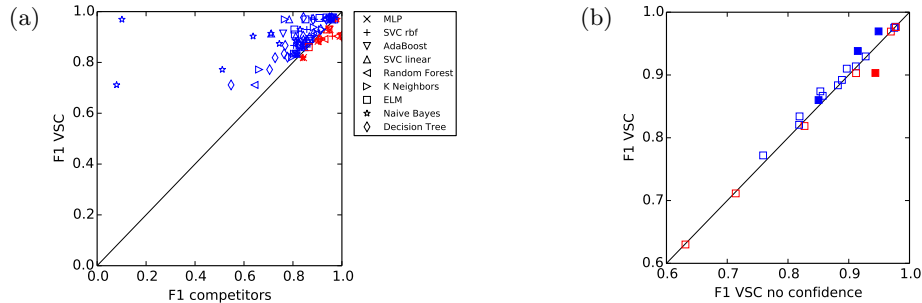 (a)
1.0
0.8
0.6
0.4
0.2
0.0
F1 VSC
0.0 0.2 0.4 0.6 0.8 1.0
F1 competitors
MLP
SVC rbf
AdaBoost
SVC linear
Random Forest
K Neighbors
ELM
Naive Bayes
Decision Tree
(b)
1.0
0.9
0.8
0.7
0.6
F1 VSC
0.6 0.7 0.8 0.9 1.0
F1 VSC no confidence